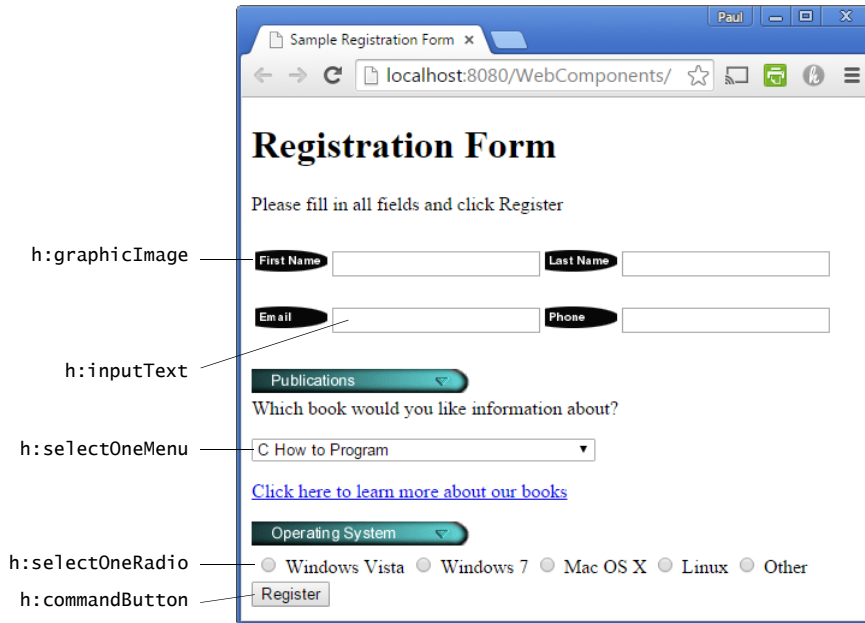 Paul
Sample Registration Form
localhost:8080/WebComponents/
h
Registration Form
Please fill in all fields and click Register
h:graphicImage
First Name Last Name
Email Phone
h:inputText
Publications
Which book would you like information about?
h:selectOneMenu
C How to Program
Click here to learn more about our books
Operating System
h:selectOneRadio
Windows Vista Windows 7 Mac OS X Linux Other
h:commandButton
Register